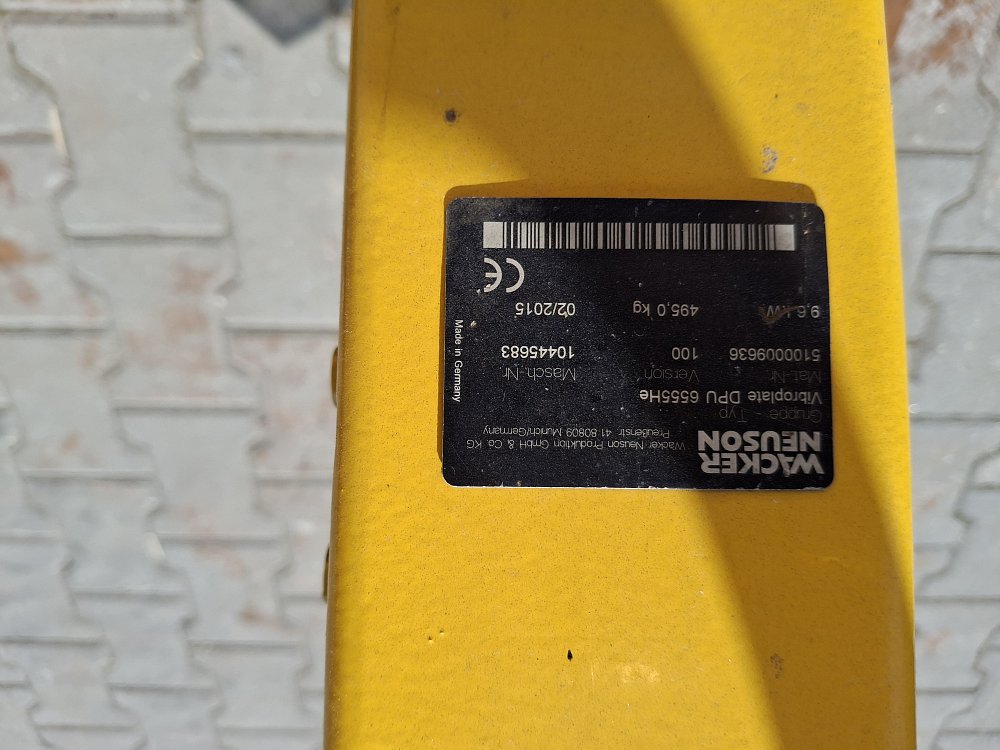 WACKER
NEUSON
Wacker Neuson Produktion GmbH & Co. KG
Preußenstr. 41 80809 Munich/Germany
Gruppe - Typ
Vibroplate DPU 6555He
Mat.-Nr. Version Masch.-Nr.
5100009636 100 10445683
9,6 kW 495,0 kg 02/2015
CE
Made in Germany